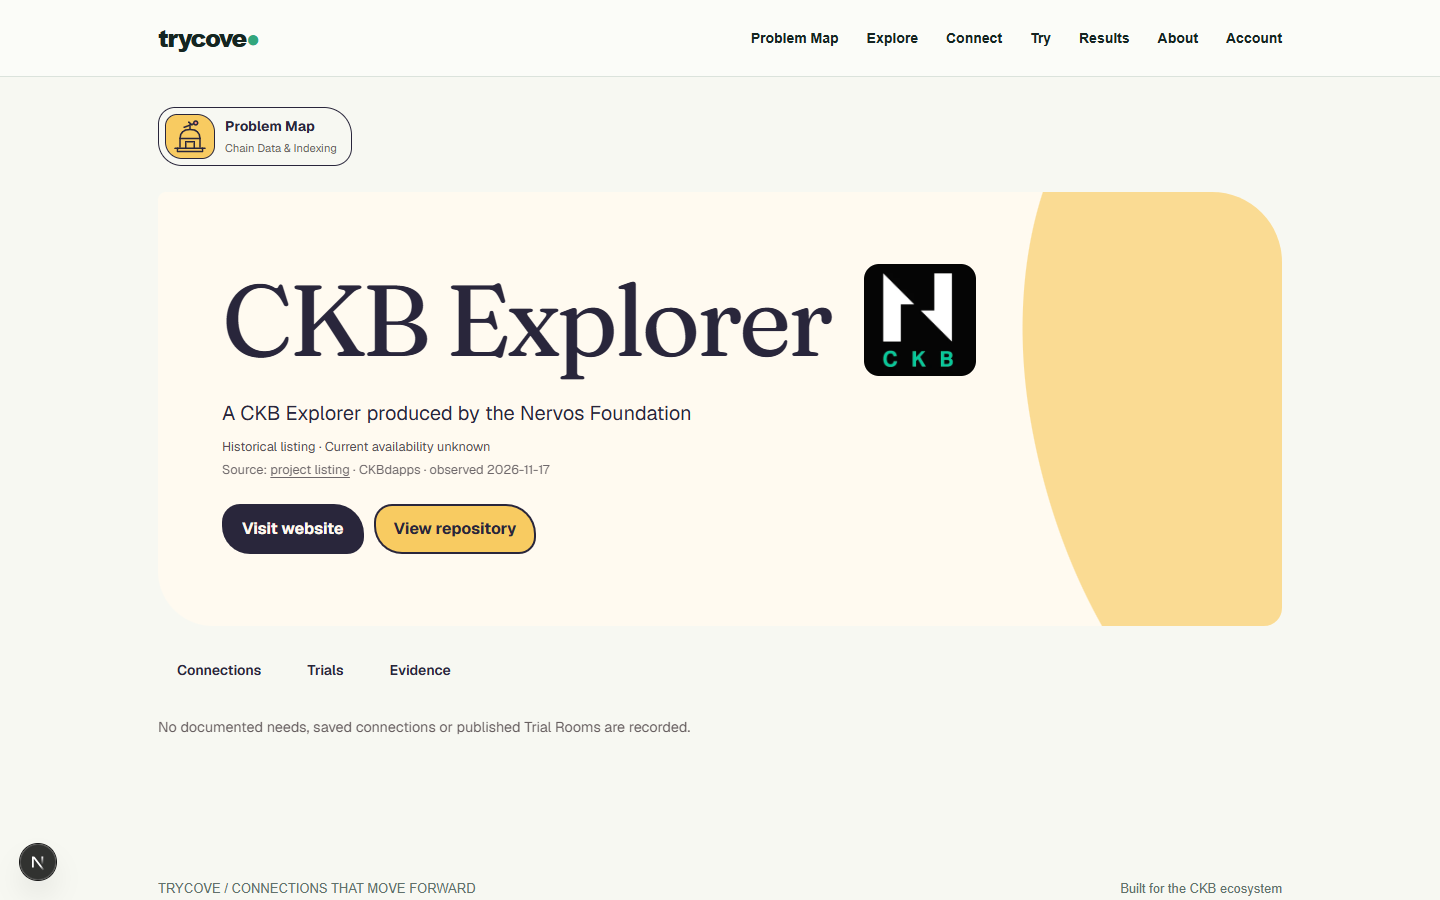 trycove
Problem Map Explore Connect Try Results About Account
Problem Map
Chain Data & Indexing
CKB Explorer
CKB
A CKB Explorer produced by the Nervos Foundation
Historical listing · Current availability unknown
Source: project listing · CKBdapps · observed 2026-11-17
Visit website View repository
Connections Trials Evidence
No documented needs, saved connections or published Trial Rooms are recorded.
N
TRYCOVE / CONNECTIONS THAT MOVE FORWARD Built for the CKB ecosystem